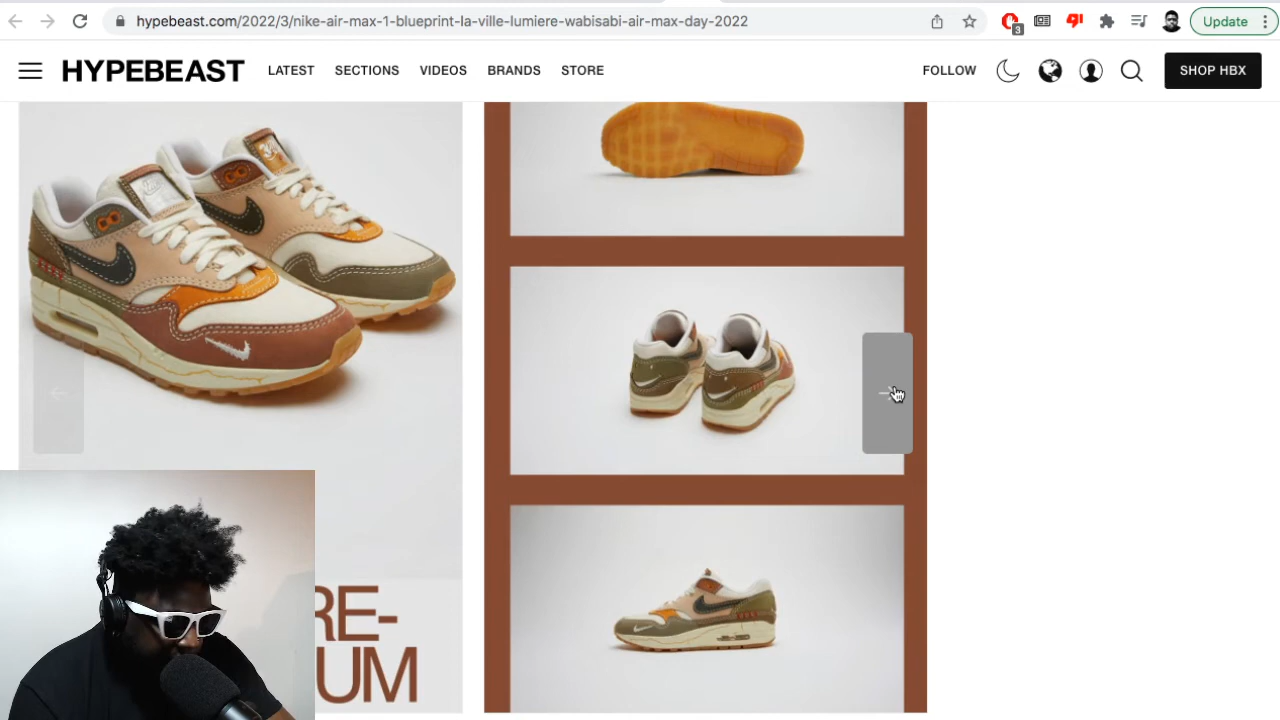 hypebeast.com/2022/3/nike-air-max-1-blueprint-la-ville-lumiere-wabisabi-air-max-day-2022
3
Update
HYPEBEAST
LATEST
SECTIONS
VIDEOS
BRANDS
STORE
FOLLOW
SHOP HBX
RE-
UM